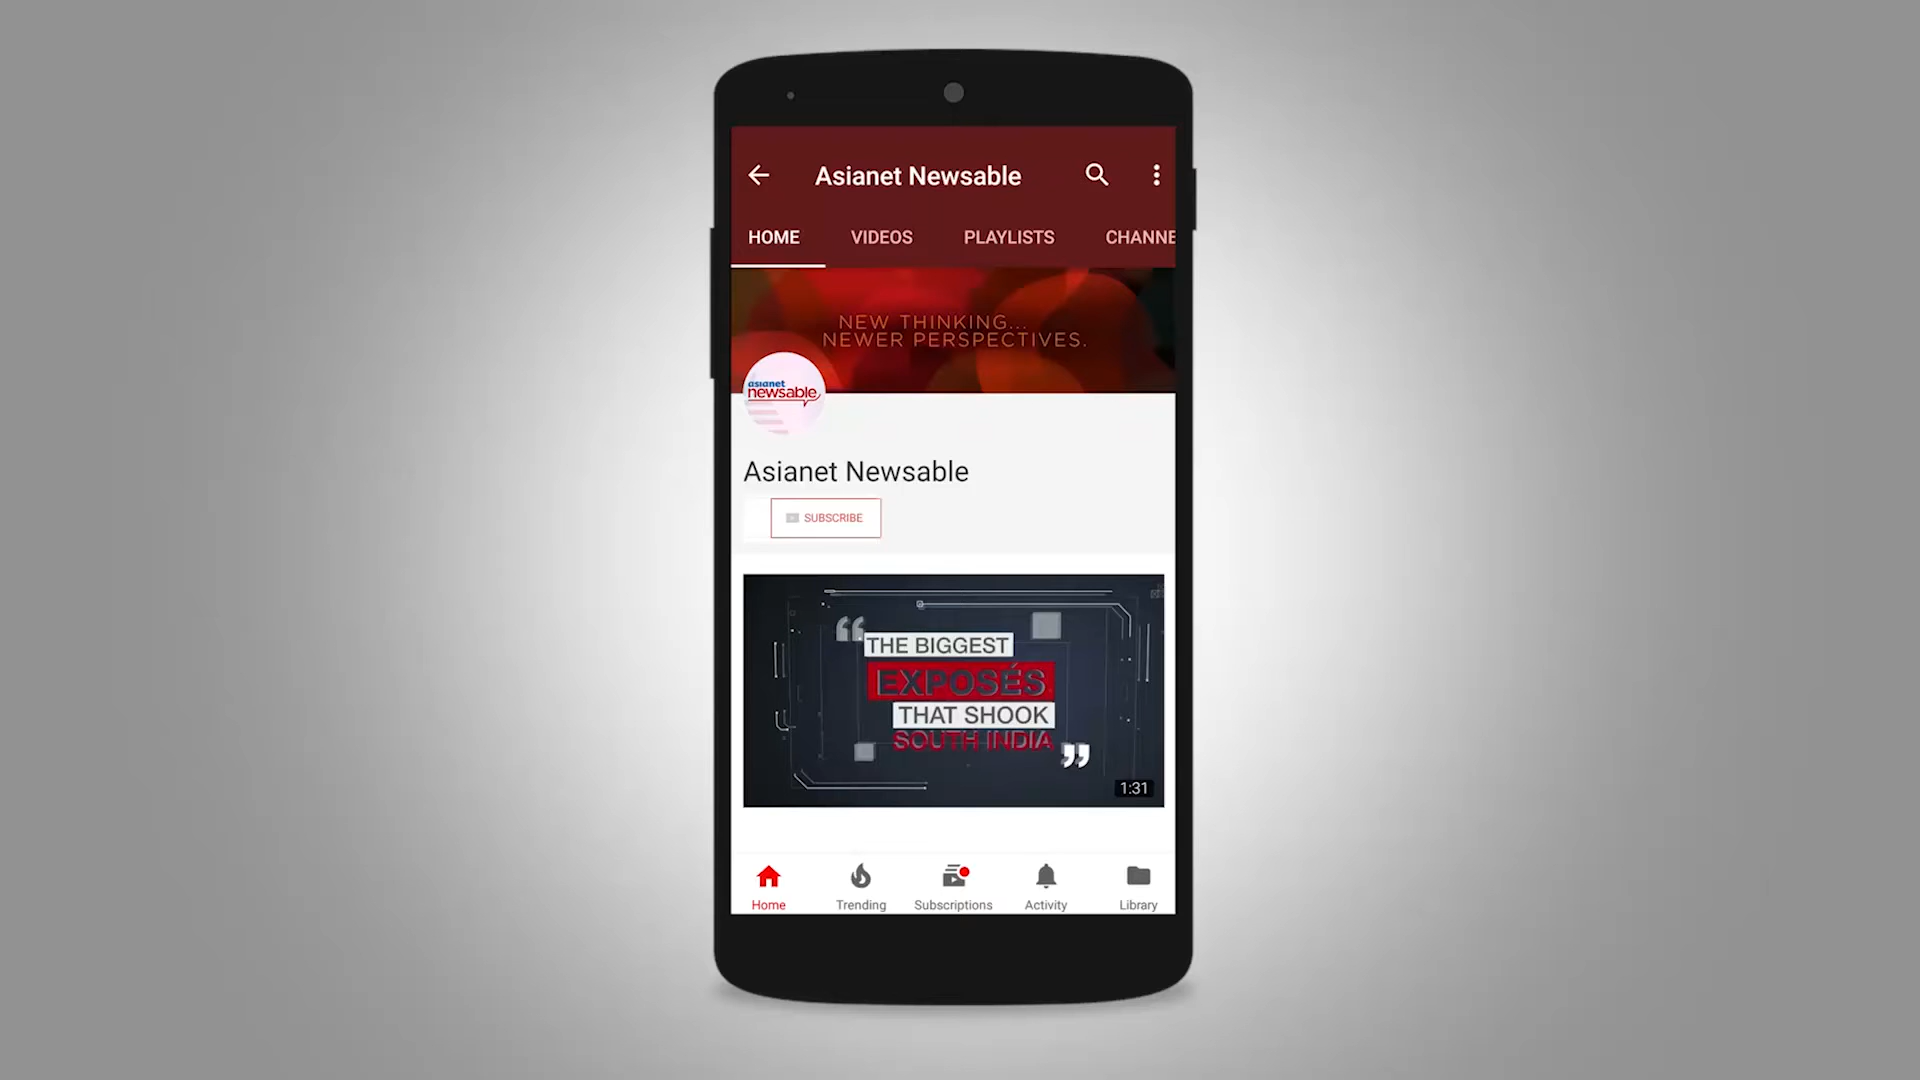 Asianet Newsable
HOME VIDEOS PLAYLISTS CHANNE
NEW THINKING...
NEWER PERSPECTIVES.
asianet
newsable
Asianet Newsable
SUBSCRIBE
“ THE BIGGEST
EXPOSÉS
THAT SHOOK
SOUTH INDIA ”
1:31
Home Trending Subscriptions Activity Library